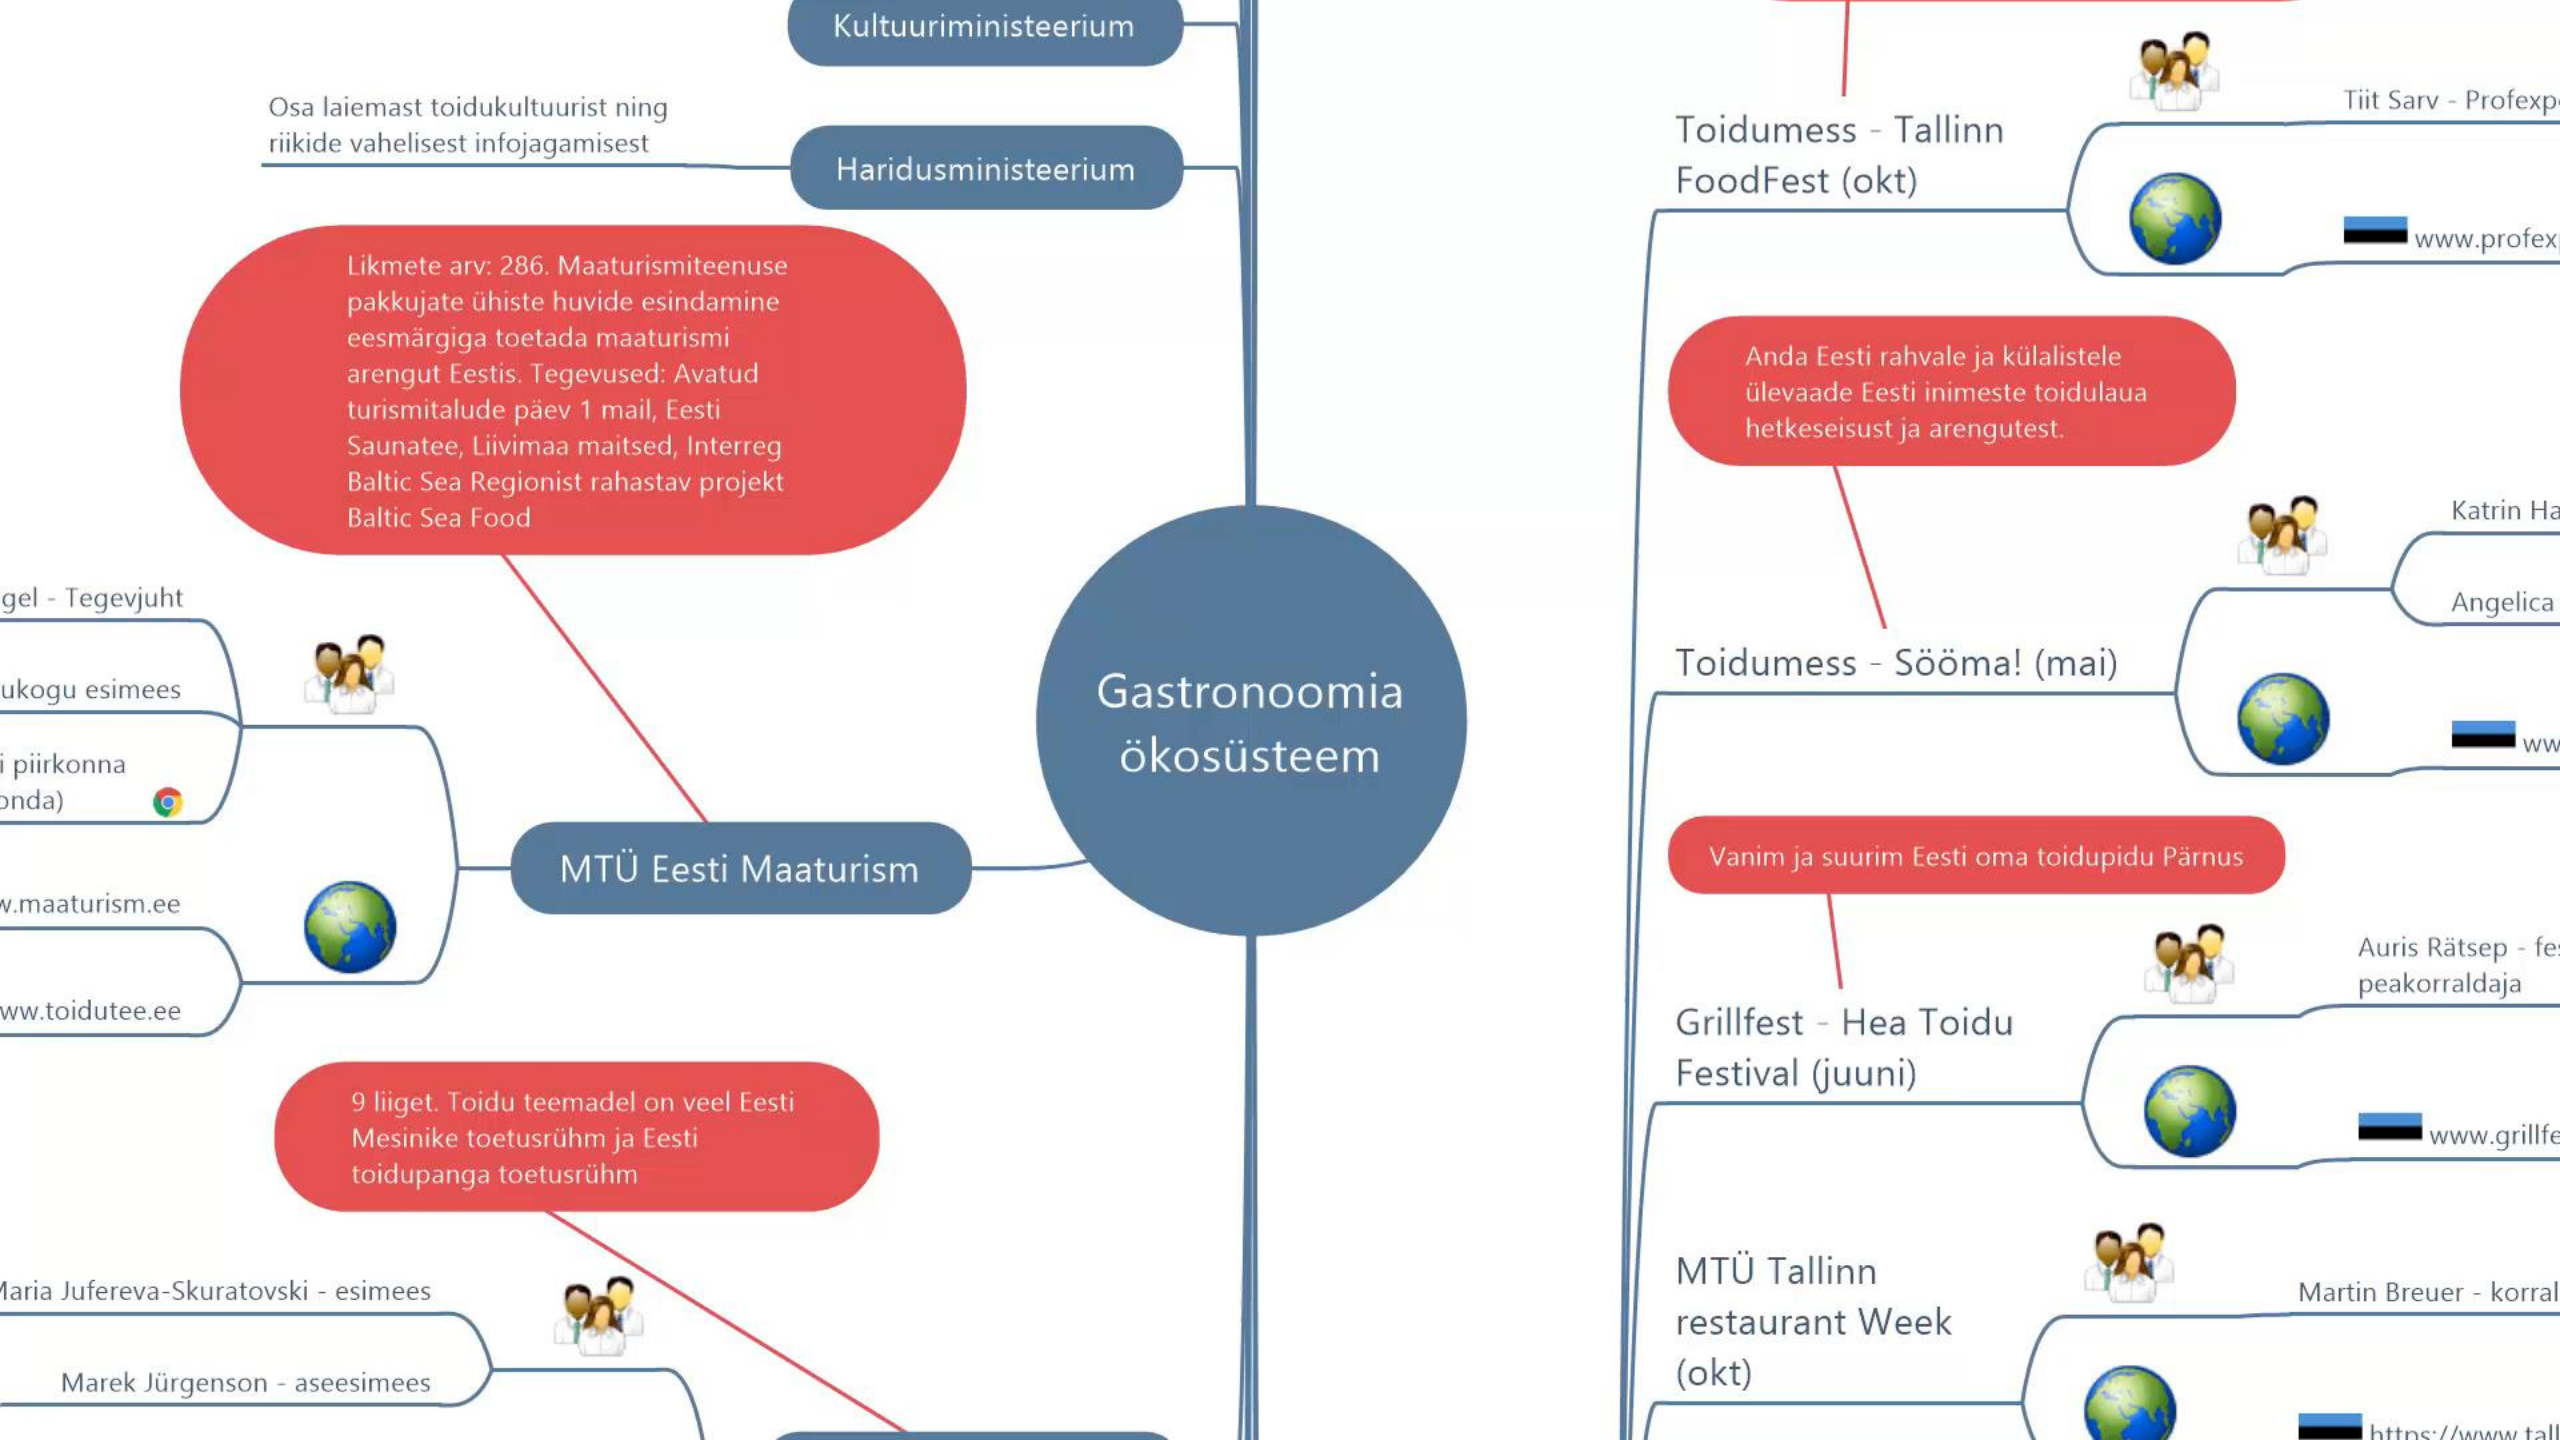 Kultuuriministeerium
Osa laiemast toidukultuurist ning
riikide vahelisest infojagamisest
Haridusministeerium
Likmete arv: 286. Maaturismiteenuse
pakkujate ühiste huvide esindamine
eesmärgiga toetada maaturismi
arengut Eestis. Tegevused: Avatud
turismitalude päev 1 mail, Eesti
Saunatee, Liivimaa maitsed, Interreg
Baltic Sea Regionist rahastav projekt
Baltic Sea Food
gel - Tegevjuht
ukogu esimees
i piirkonna
onda)
MTÜ Eesti Maaturism
w.maaturism.ee
ww.toidutee.ee
9 liiget. Toidu teemadel on veel Eesti
Mesinike toetusrühm ja Eesti
toidupanga toetusrühm
Maria Jufereva-Skuratovski - esimees
Marek Jürgenson - aseesimees
Gastronoomia
ökosüsteem
Toidumess - Tallinn
FoodFest (okt)
Tiit Sarv - Profexp
www.profexp
Anda Eesti rahvale ja külalistele
ülevaade Eesti inimeste toidulaua
hetkeseisust ja arengutest.
Toidumess - Sööma! (mai)
Katrin Ha
Angelica
ww
Vanim ja suurim Eesti oma toidupidu Pärnus
Grillfest - Hea Toidu
Festival (juuni)
Auris Rätsep - fes
peakorraldaja
www.grillfe
MTÜ Tallinn
restaurant Week
(okt)
Martin Breuer - korral
https://www.tall